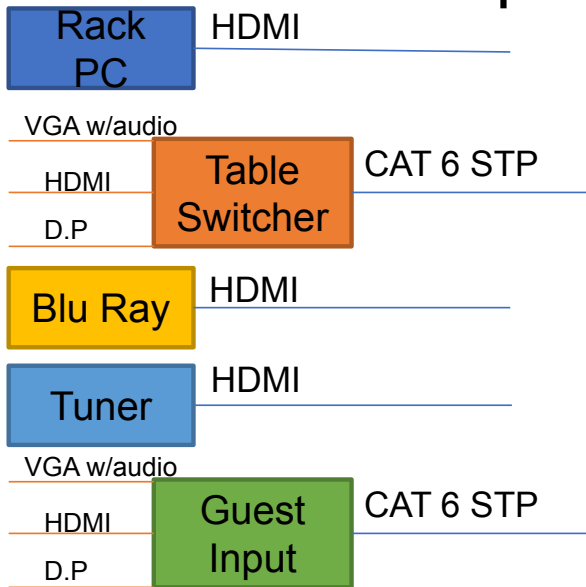 Rack
PC
HDMI
VGA w/audio
HDMI
D.P
Table
Switcher
CAT 6 STP
Blu Ray
HDMI
Tuner
HDMI
VGA w/audio
HDMI
D.P
Guest
Input
CAT 6 STP